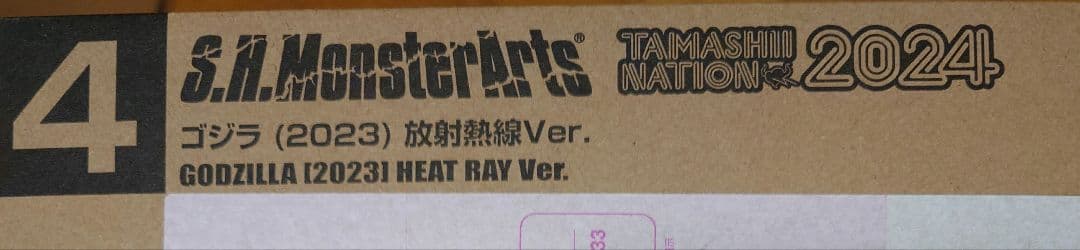 4
S.H.MonsterArts®
TAMASHII NATION 2024
ゴジラ (2023) 放射熱線Ver.
GODZILLA [2023] HEAT RAY Ver.
33